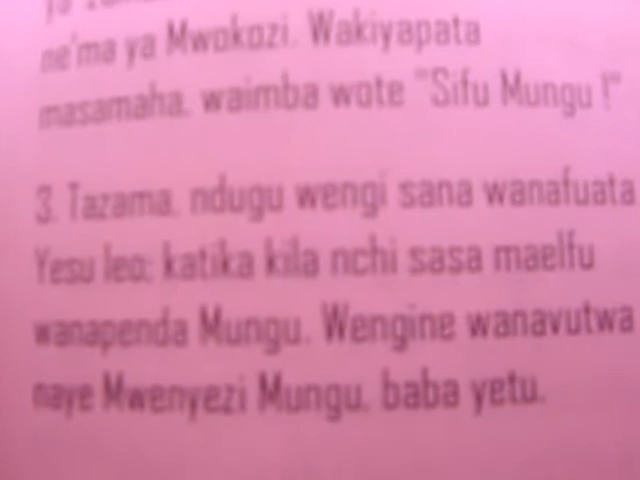 ya
ne'ma ya Mwokozi. Wakiyapata
masamaha, waimba wote "Sifu Mungu !"
3. Tazama, ndugu wengi sana wanafuata
Yesu leo; katika kila nchi sasa maelfu
wanapenda Mungu. Wengine wanavutwa
naye Mwenyezi Mungu, baba yetu.